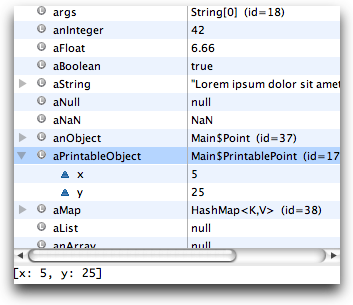 args String[0] (id=18)
anInteger 42
aFloat 6.66
aBoolean true
aString "Lorem ipsum dolor sit amet
aNull null
aNaN NaN
anObject Main$Point (id=37)
aPrintableObject Main$PrintablePoint (id=17
x 5
y 25
aMap HashMap<K,V> (id=38)
aList null
anArray null
[x: 5, y: 25]